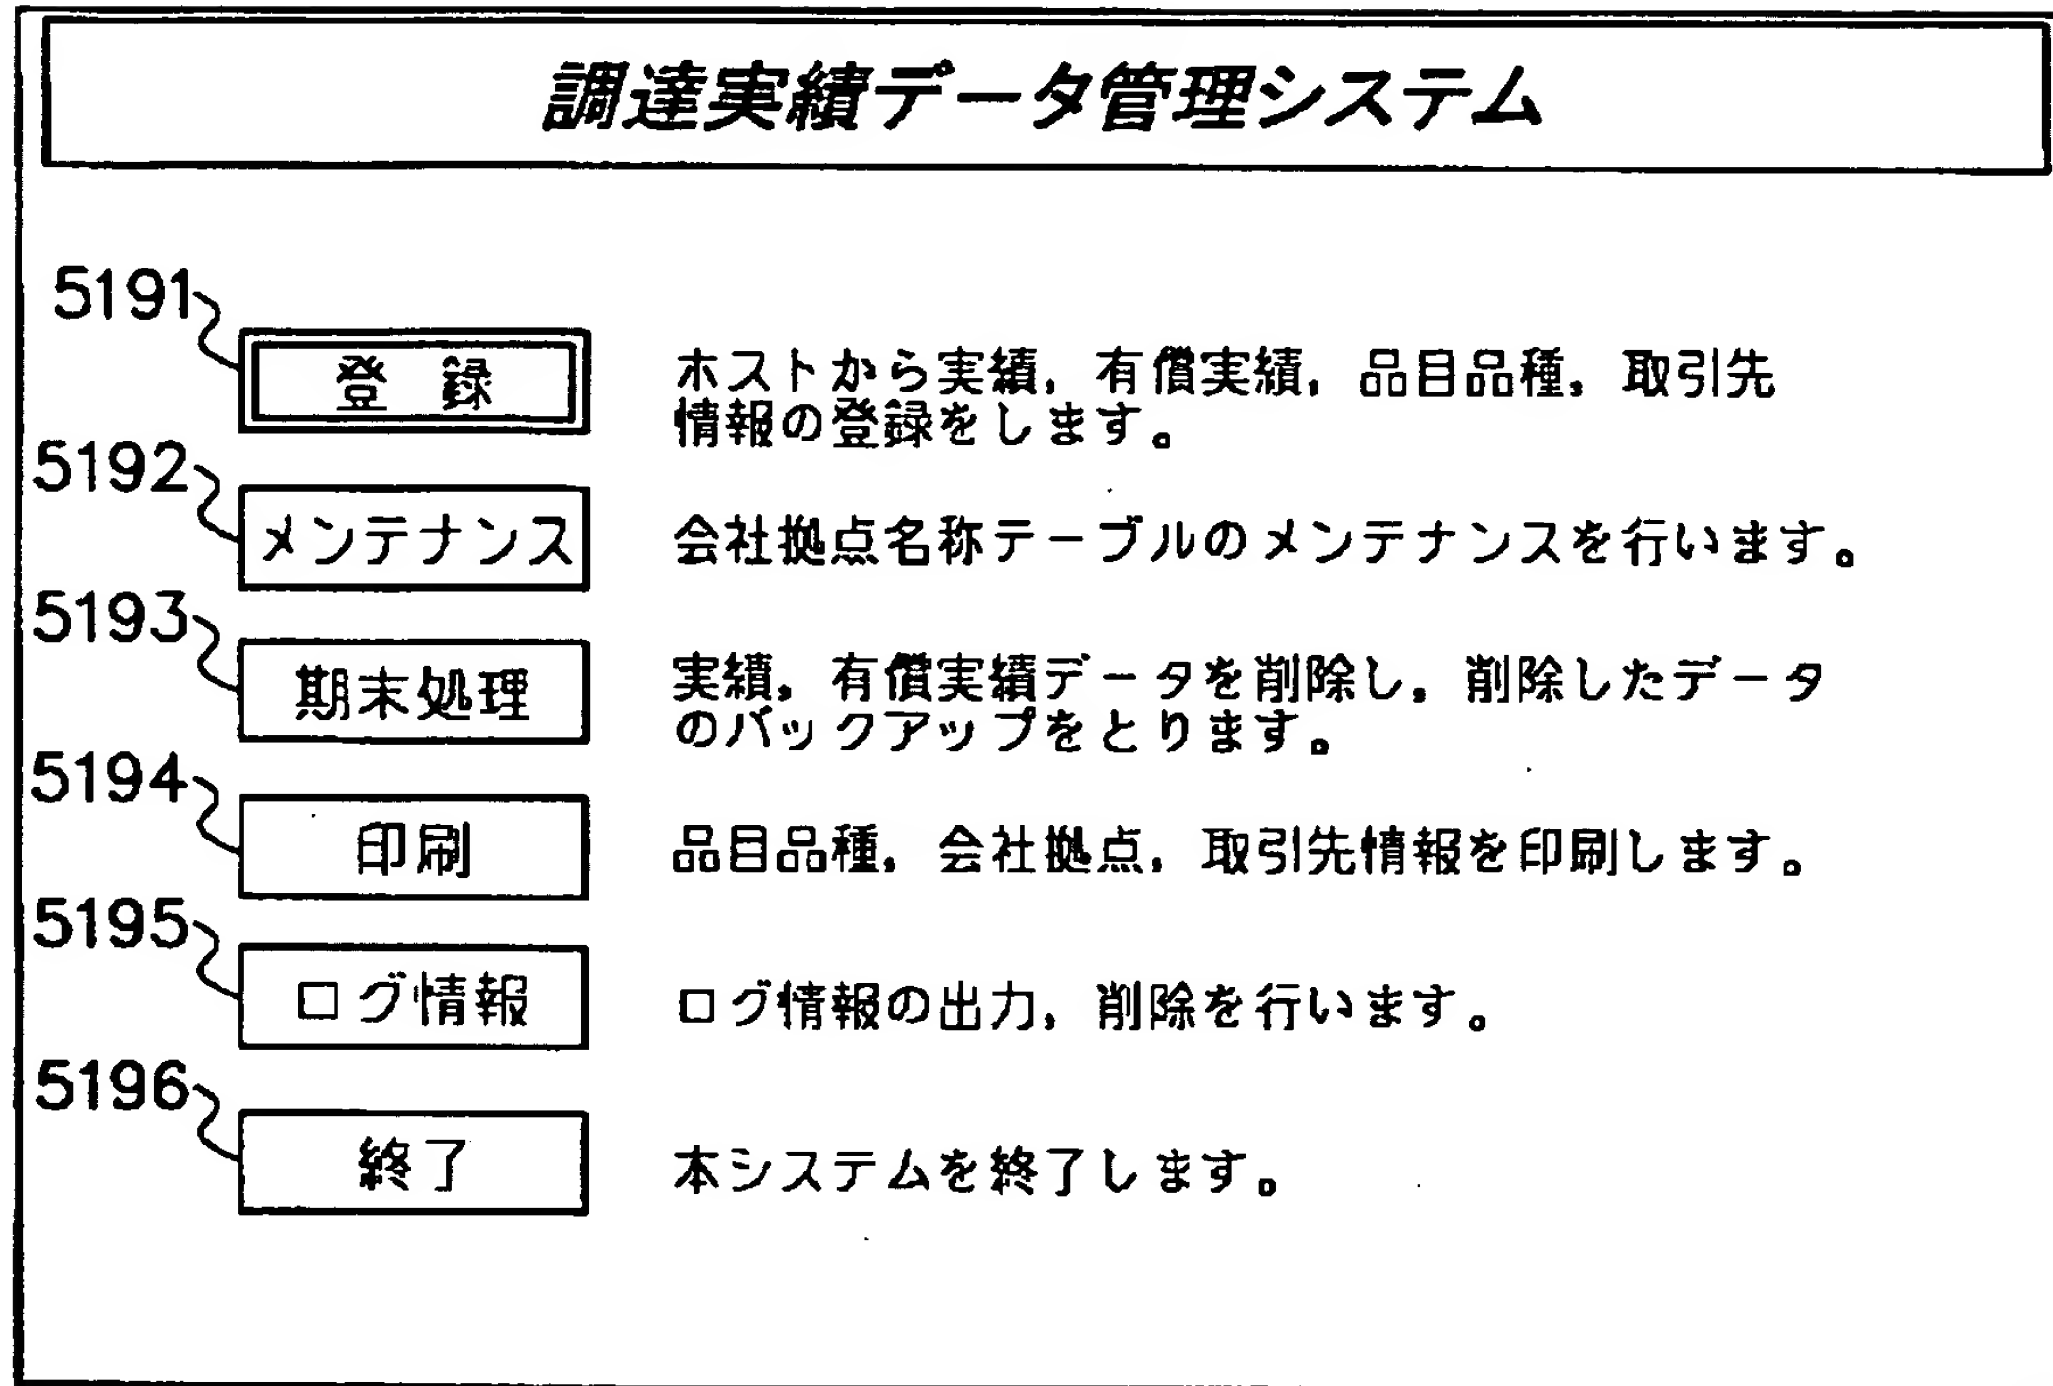 調達実績データ管理システム
5191
登 録
ホストから実績, 有償実績, 品目品種, 取引先
情報の登録をします。
5192
メンテナンス
会社拠点名称テーブルのメンテナンスを行います。
5193
期末処理
実績, 有償実績データを削除し, 削除したデータ
のバックアップをとります。
5194
印刷
品目品種, 会社拠点, 取引先情報を印刷します。
5195
ログ情報
ログ情報の出力, 削除を行います。
5196
終了
本システムを終了します。